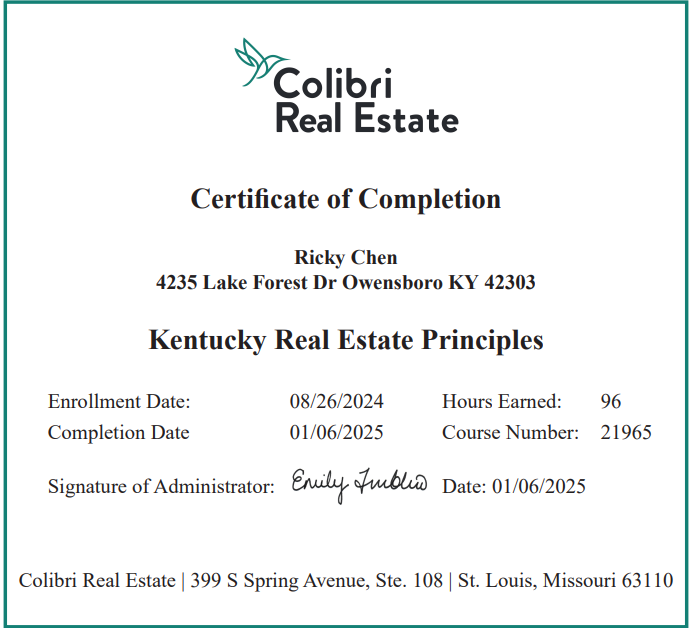 Colibri
Real Estate
Certificate of Completion
Ricky Chen
4235 Lake Forest Dr Owensboro KY 42303
Kentucky Real Estate Principles
Enrollment Date: 08/26/2024 Hours Earned: 96
Completion Date 01/06/2025 Course Number: 21965
Signature of Administrator: Emily Date: 01/06/2025
Colibri Real Estate | 399 S Spring Avenue, Ste. 108 | St. Louis, Missouri 63110